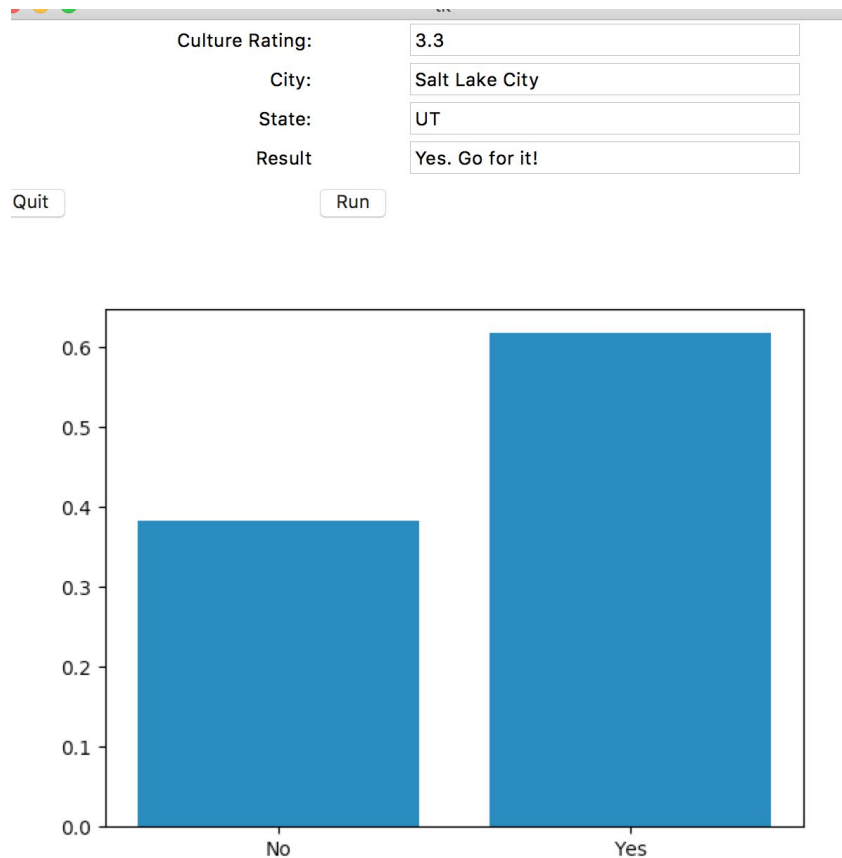 Culture Rating: 3.3
City: Salt Lake City
State: UT
Result Yes. Go for it!
Quit Run
0.6
0.5
0.4
0.3
0.2
0.1
0.0
No Yes